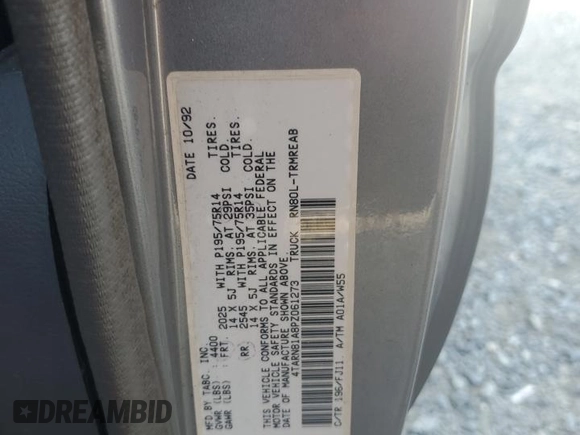 MFD BY TABC, INC. DATE 10/92
GVWR (LBS) 4400
GAWR (LBS) FRT. 2025 WITH P195/75R14 TIRES.
14 X 5J RIMS. AT 29PSI COLD.
RR 2545 WITH P195/75R14 TIRES.
14 X 5J RIMS. AT 35PSI COLD.
THIS VEHICLE CONFORMS TO ALL APPLICABLE FEDERAL
MOTOR VEHICLE SAFETY STANDARDS IN EFFECT ON THE
DATE OF MANUFACTURE SHOWN ABOVE.
4TARN81A8PZ061273 TRUCK RN80L-TRMREAB
C/TR 196/FJ11 A/TM A01A/W55
DREAMBID